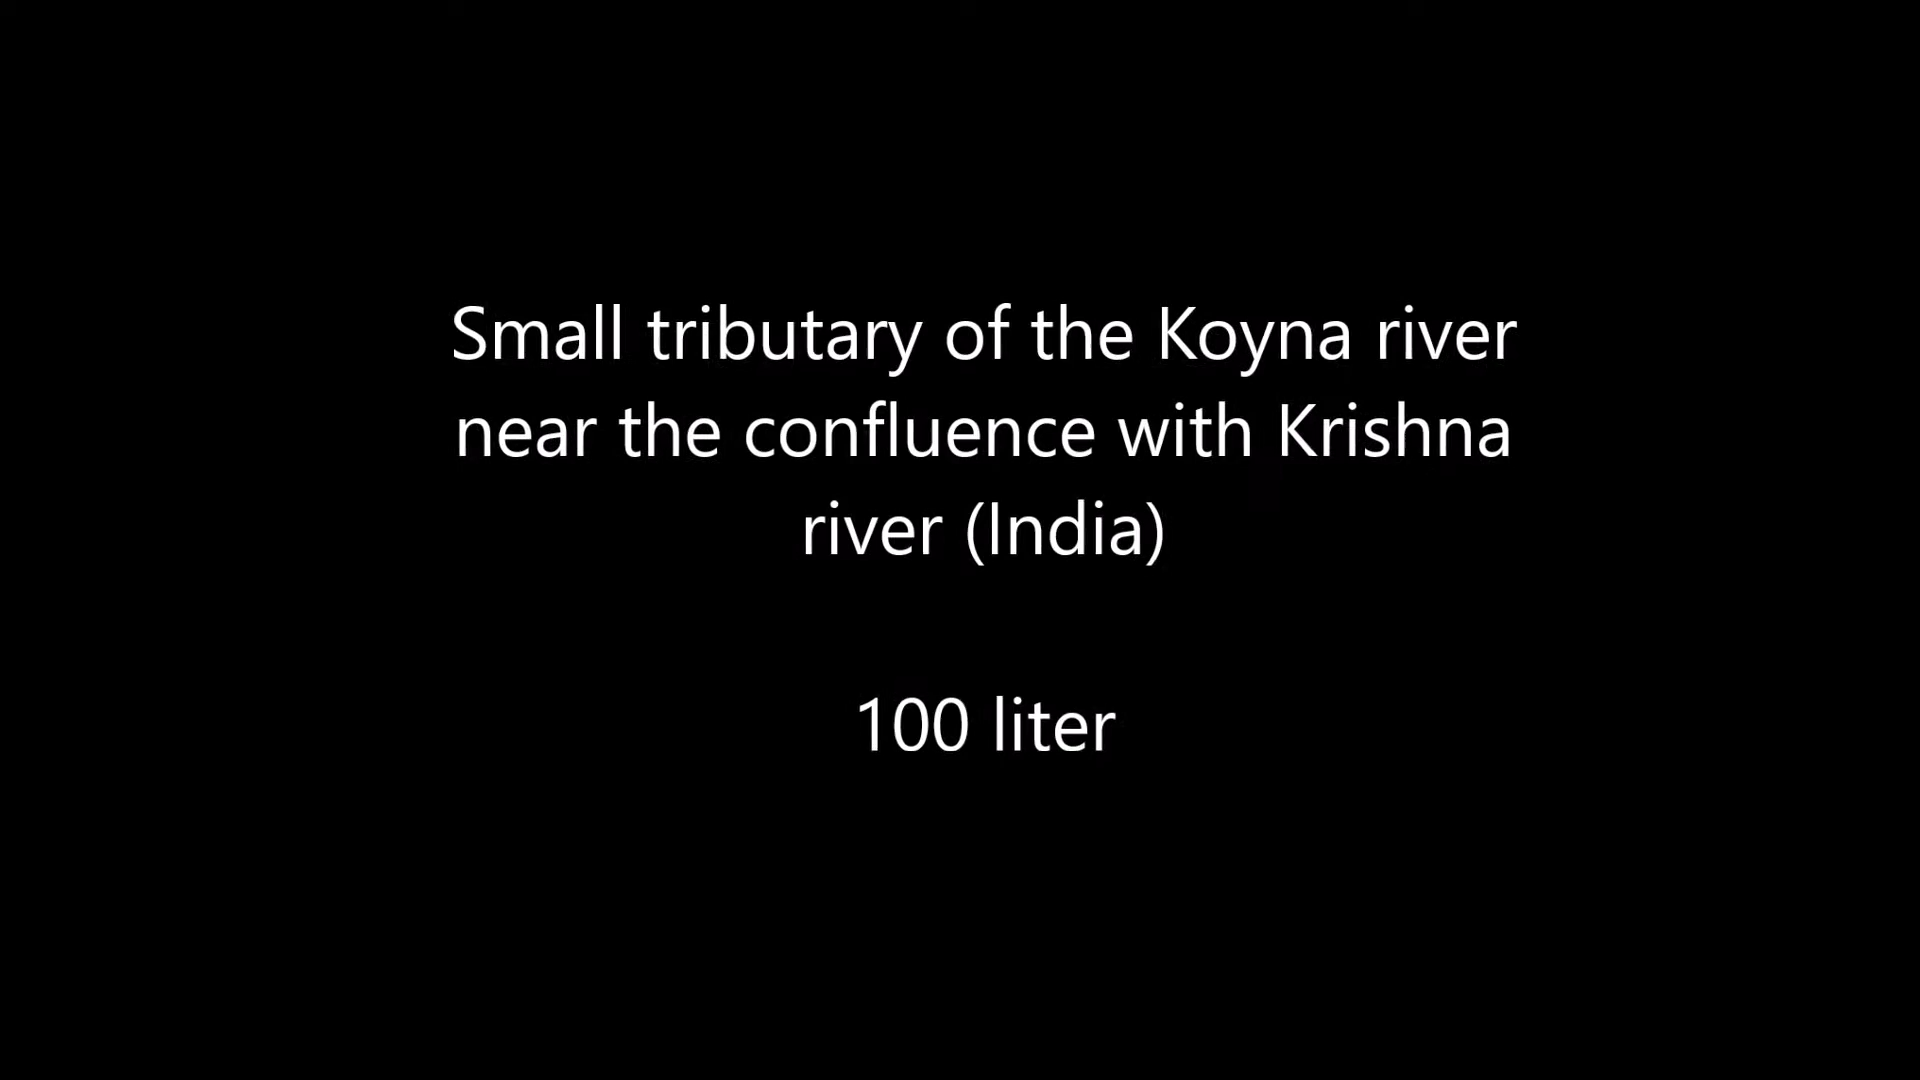 Small tributary of the Koyna river
near the confluence with Krishna
river (India)
100 liter